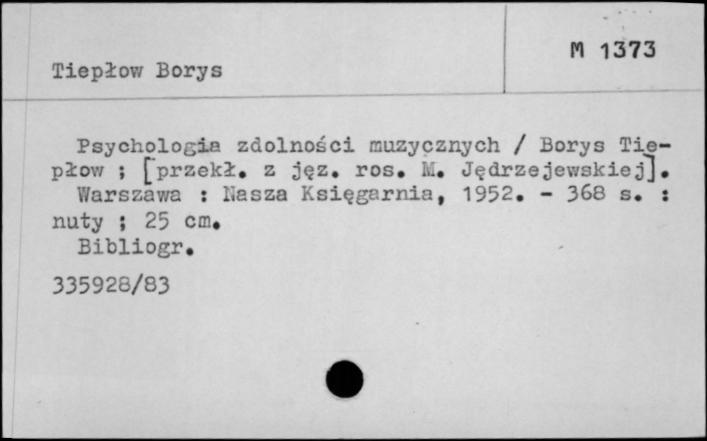 M 1373
Tiepłow Borys
Psychologia zdolności muzycznych / Borys Tie-
płow ; [przekł. z jęz. ros. M. Jędrzejewskiej].
Warszawa : Nasza Księgarnia, 1952. - 368 s. :
nuty ; 25 cm.
Bibliogr.
335928/83